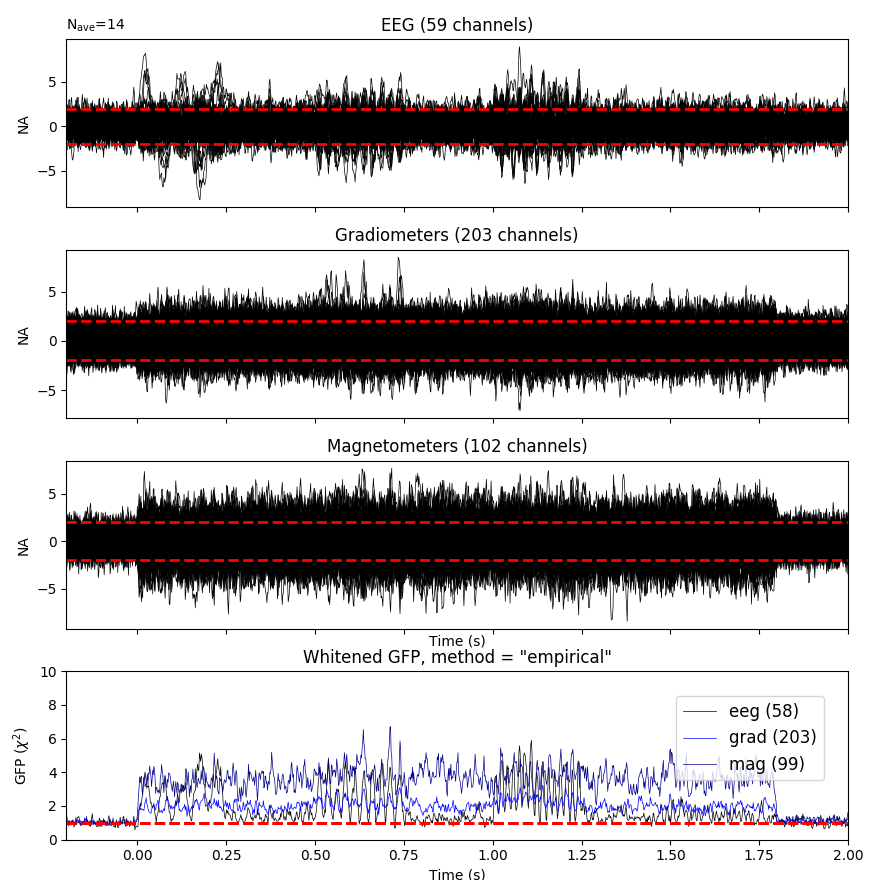 N_ave=14
EEG (59 channels)
5
0
−5
NA
Gradiometers (203 channels)
5
0
−5
NA
Magnetometers (102 channels)
5
0
−5
NA
Time (s)
Whitened GFP, method = "empirical"
10
8
6
4
2
0
GFP (χ²)
eeg (58)
grad (203)
mag (99)
0.00 0.25 0.50 0.75 1.00 1.25 1.50 1.75 2.00
Time (s)